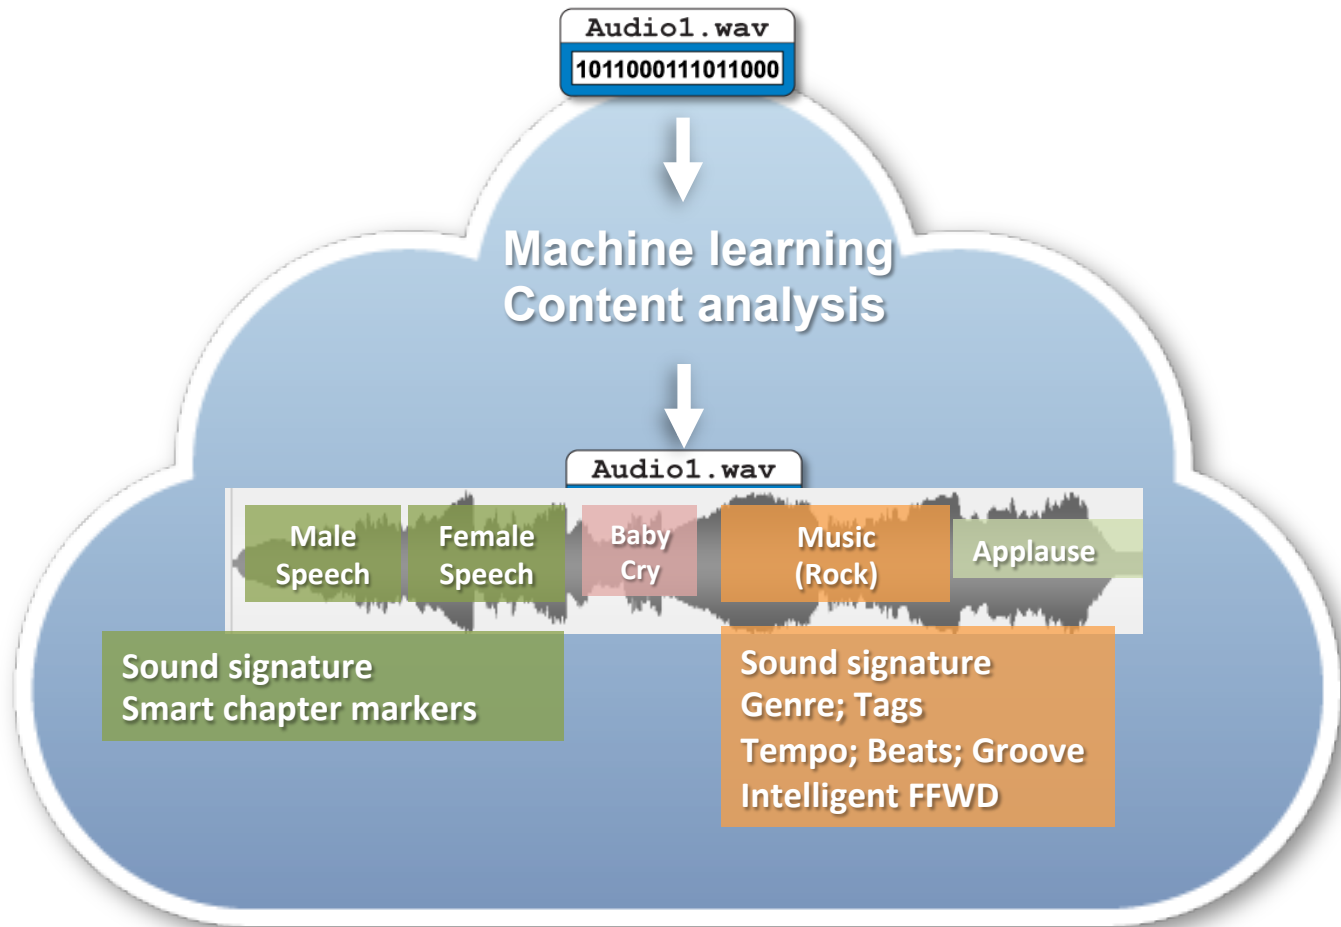 Audio1.wav
1011000111011000
Machine learning
Content analysis
Audio1.wav
Male
Speech
Female
Speech
Baby
Cry
Music
(Rock)
Applause
Sound signature
Smart chapter markers
Sound signature
Genre; Tags
Tempo; Beats; Groove
Intelligent FFWD